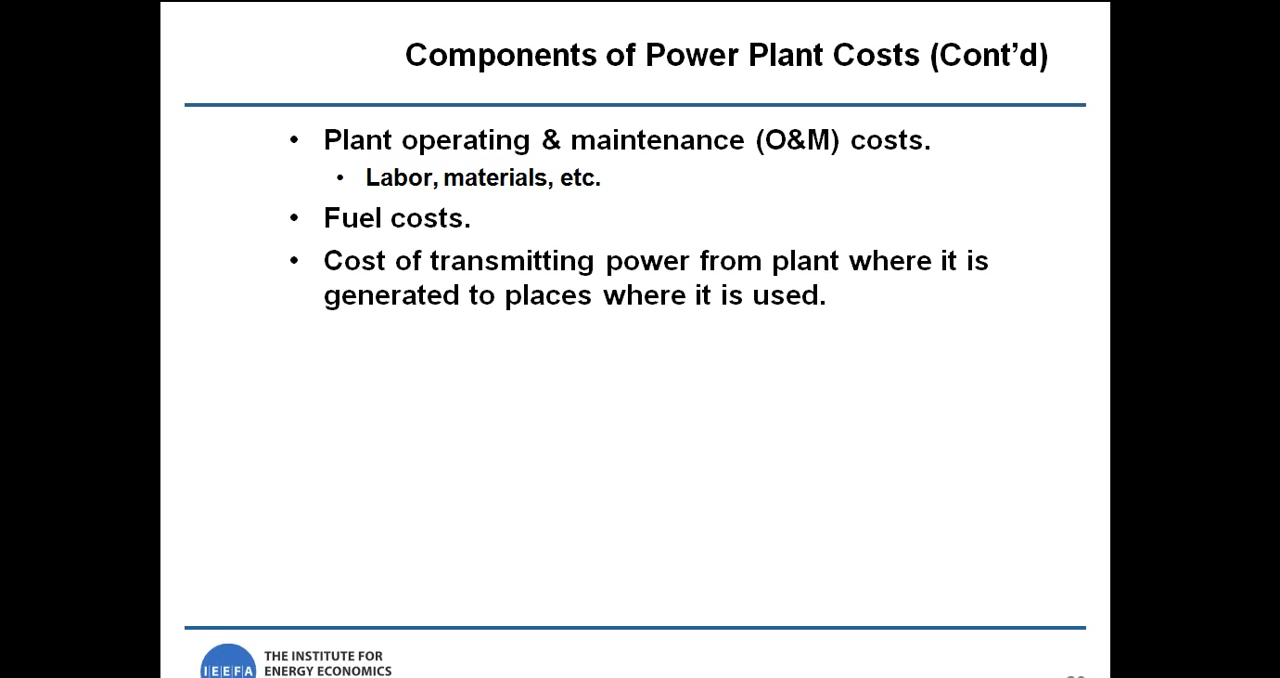 Components of Power Plant Costs (Cont’d)
• Plant operating & maintenance (O&M) costs.
• Labor, materials, etc.
• Fuel costs.
• Cost of transmitting power from plant where it is
generated to places where it is used.
IEEFA
THE INSTITUTE FOR
ENERGY ECONOMICS